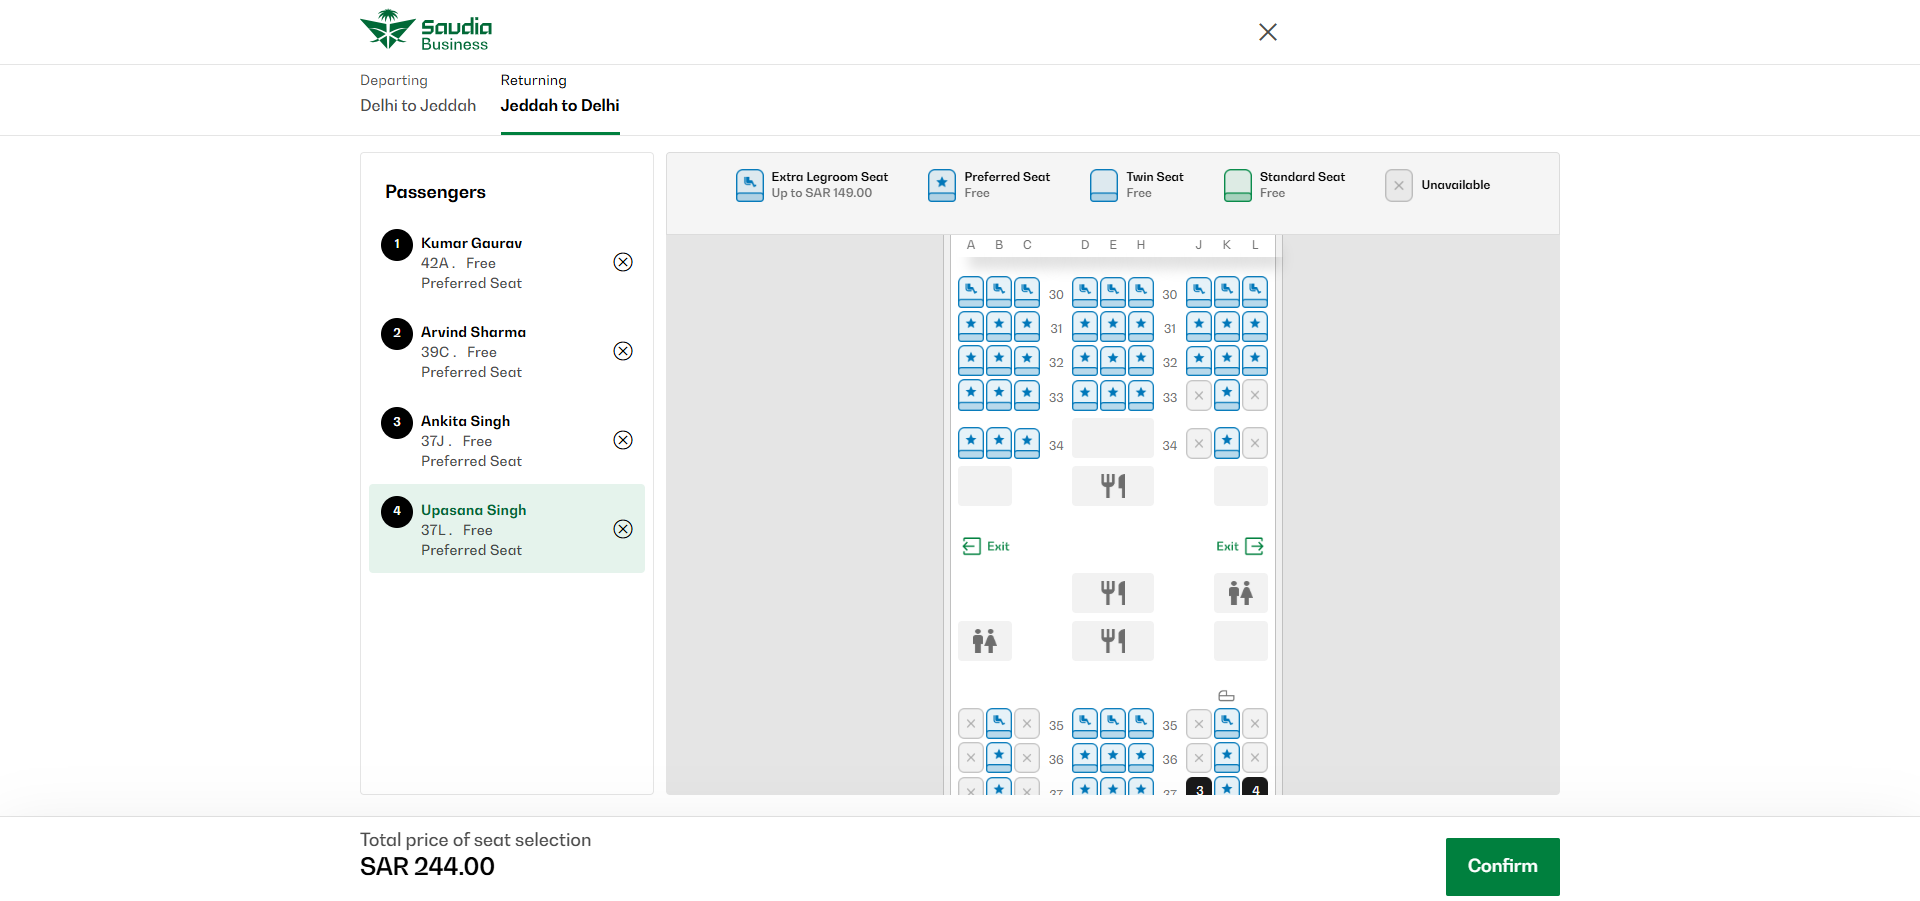 Saudia
Business
Departing
Delhi to Jeddah
Returning
Jeddah to Delhi
Passengers
1
Kumar Gaurav
42A . Free
Preferred Seat
2
Arvind Sharma
39C . Free
Preferred Seat
3
Ankita Singh
37J . Free
Preferred Seat
4
Upasana Singh
37L . Free
Preferred Seat
Extra Legroom Seat
Up to SAR 149.00
Preferred Seat
Free
Twin Seat
Free
Standard Seat
Free
Unavailable
A B C D E H J K L
30 30
31 31
32 32
33 33
34 34
Exit Exit
35 35
36 36
37 37 3 4
Total price of seat selection
SAR 244.00
Confirm